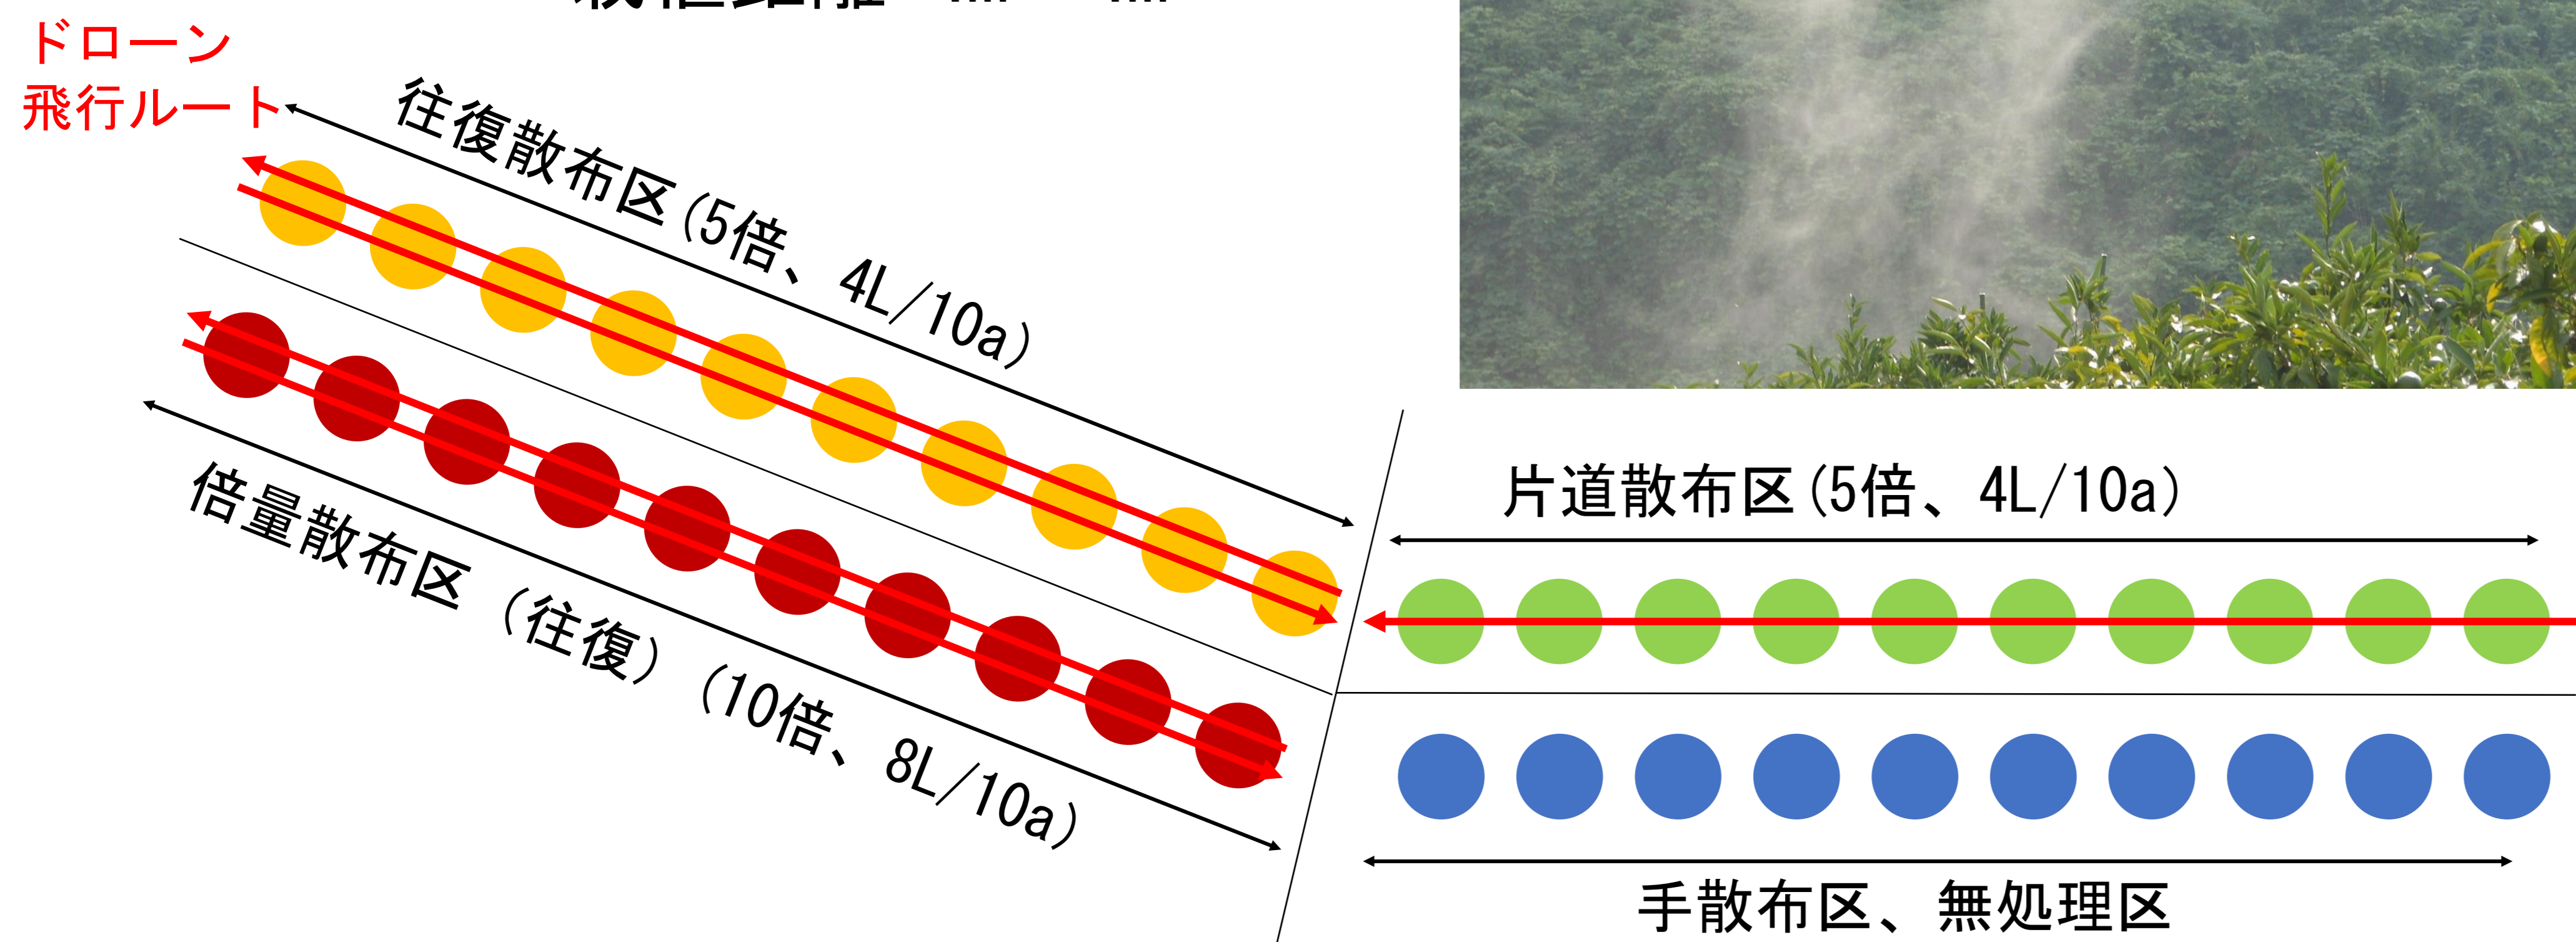 ドローン
飛行ルート
往復散布区(5倍、4L/10a)
倍量散布区（往復）(10倍、8L/10a)
片道散布区(5倍、4L/10a)
手散布区、無処理区